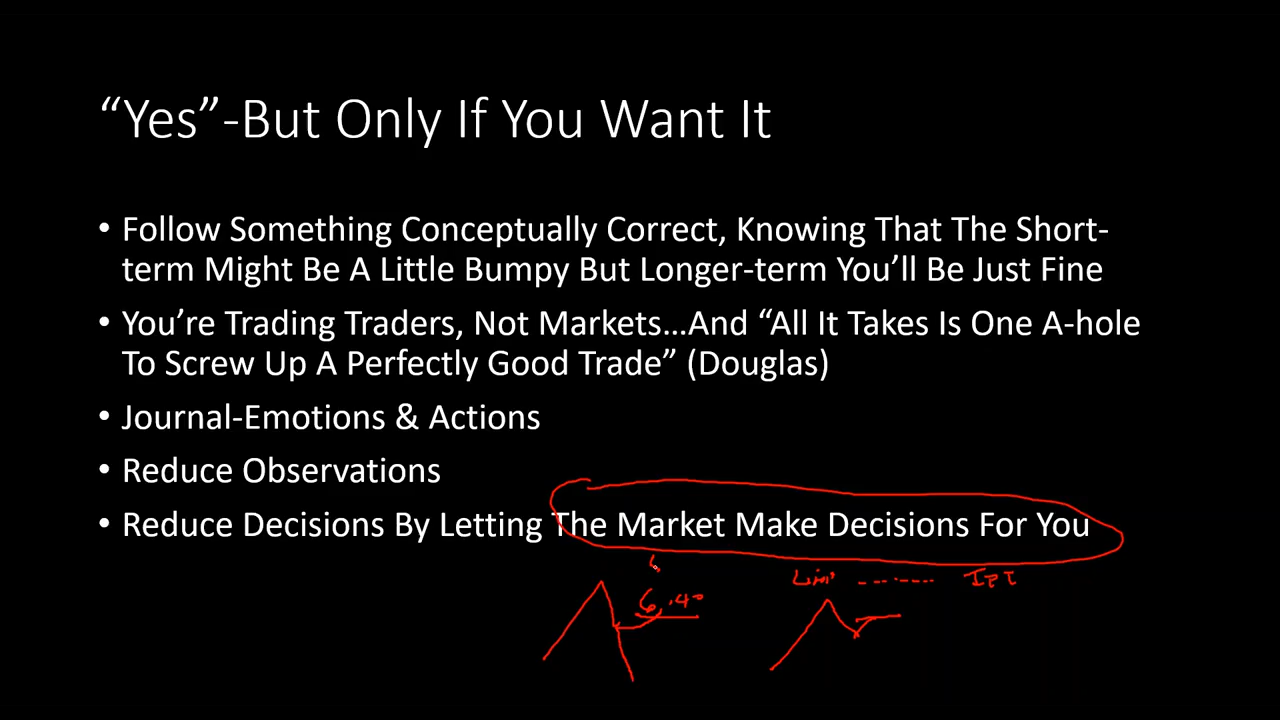 “Yes”-But Only If You Want It
• Follow Something Conceptually Correct, Knowing That The Short-
term Might Be A Little Bumpy But Longer-term You’ll Be Just Fine
• You’re Trading Traders, Not Markets…And “All It Takes Is One A-hole
To Screw Up A Perfectly Good Trade” (Douglas)
• Journal-Emotions & Actions
• Reduce Observations
• Reduce Decisions By Letting The Market Make Decisions For You
IPT
6.40